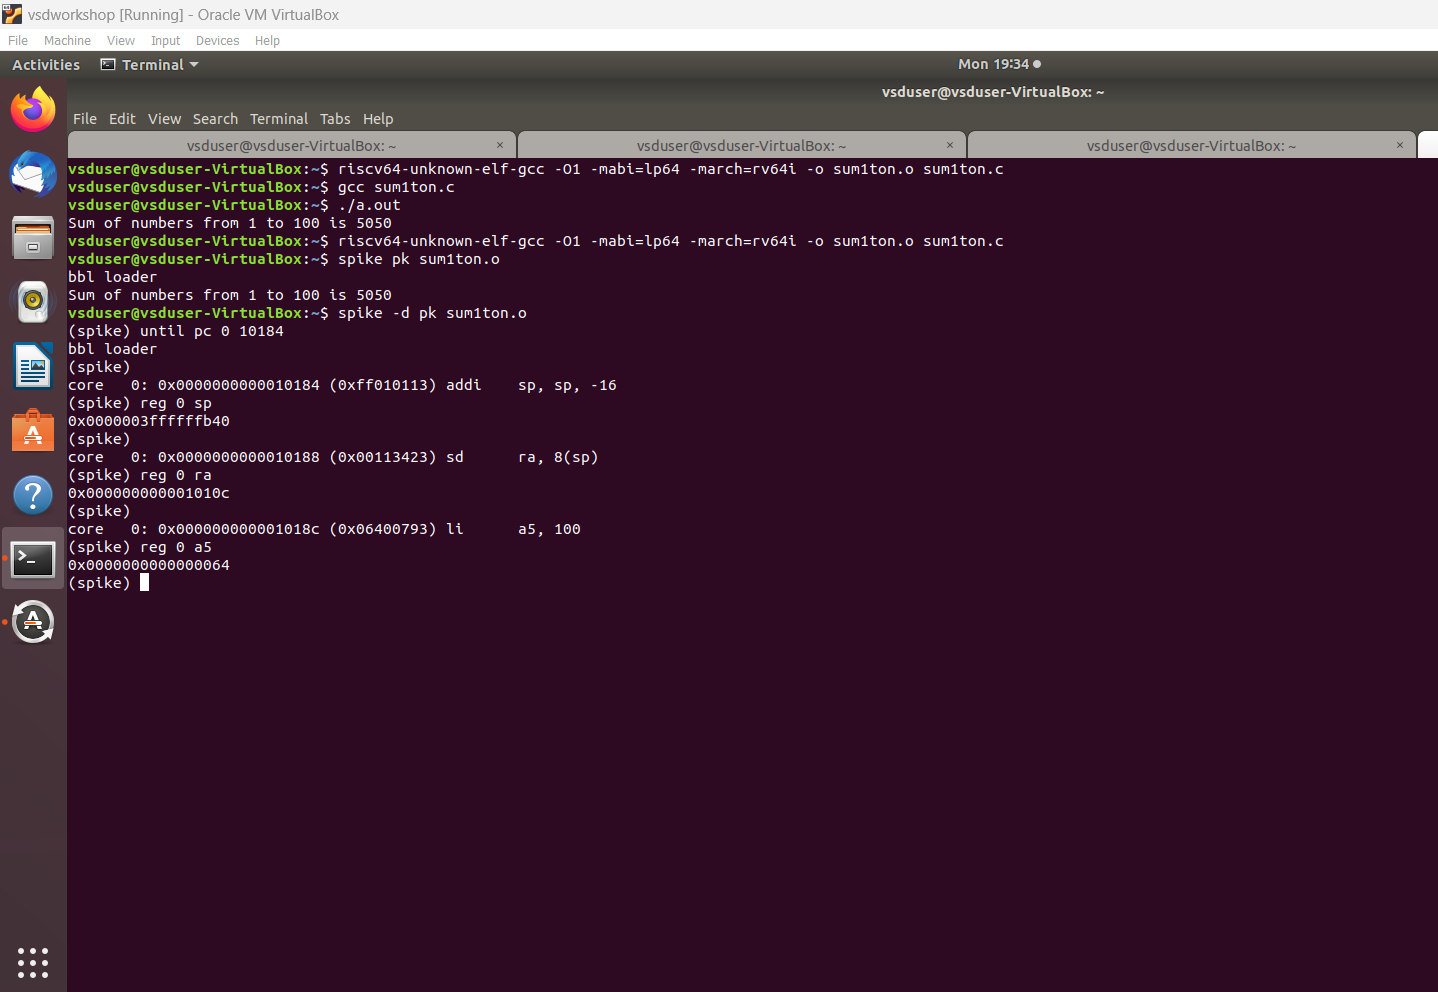 vsdworkshop [Running] - Oracle VM VirtualBox
File Machine View Input Devices Help
Activities Terminal Mon 19:34
vsduser@vsduser-VirtualBox: ~
File Edit View Search Terminal Tabs Help
vsduser@vsduser-VirtualBox: ~ × vsduser@vsduser-VirtualBox: ~ × vsduser@vsduser-VirtualBox: ~ ×
vsduser@vsduser-VirtualBox:~$ riscv64-unknown-elf-gcc -O1 -mabi=lp64 -march=rv64i -o sum1ton.o sum1ton.c
vsduser@vsduser-VirtualBox:~$ gcc sum1ton.c
vsduser@vsduser-VirtualBox:~$ ./a.out
Sum of numbers from 1 to 100 is 5050
vsduser@vsduser-VirtualBox:~$ riscv64-unknown-elf-gcc -O1 -mabi=lp64 -march=rv64i -o sum1ton.o sum1ton.c
vsduser@vsduser-VirtualBox:~$ spike pk sum1ton.o
bbl loader
Sum of numbers from 1 to 100 is 5050
vsduser@vsduser-VirtualBox:~$ spike -d pk sum1ton.o
(spike) until pc 0 10184
bbl loader
(spike)
core   0: 0x0000000000010184 (0xff010113) addi    sp, sp, -16
(spike) reg 0 sp
0x0000003ffffffb40
(spike)
core   0: 0x0000000000010188 (0x00113423) sd      ra, 8(sp)
(spike) reg 0 ra
0x000000000001010c
(spike)
core   0: 0x000000000001018c (0x06400793) li      a5, 100
(spike) reg 0 a5
0x0000000000000064
(spike)